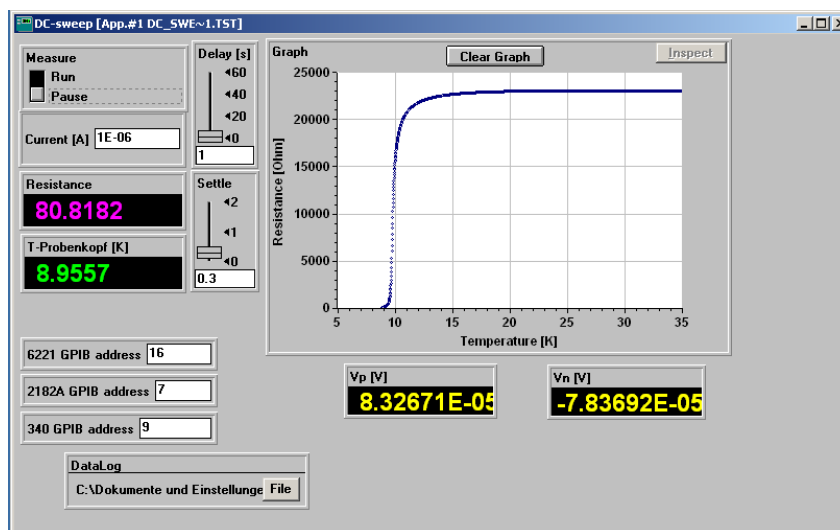 DC-sweep [App.#1 DC_SWE~1.TST]
Measure
Run
Pause
Current [A] 1E-06
Resistance
80.8182
T-Probenkopf [K]
8.9557
Delay [s]
60
40
20
0
1
Settle
2
1
0
0.3
Graph
Clear Graph
Inspect
25000
20000
15000
10000
5000
0
Resistance [Ohm]
5 10 15 20 25 30 35
Temperature [K]
6221 GPIB address 16
2182A GPIB address 7
340 GPIB address 9
Vp [V]
8.32671E-05
Vn [V]
-7.83692E-05
DataLog
C:\Dokumente und Einstellunge File